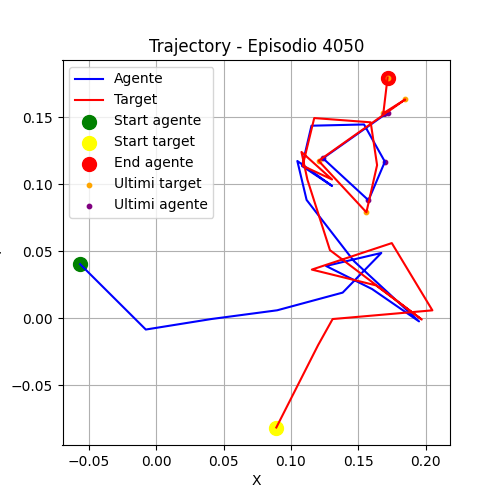 Trajectory - Episodio 4050
Agente
Target
Start agente
Start target
End agente
Ultimi target
Ultimi agente
0.15
0.10
0.05
0.00
−0.05
−0.05
0.00
0.05
0.10
0.15
0.20
X